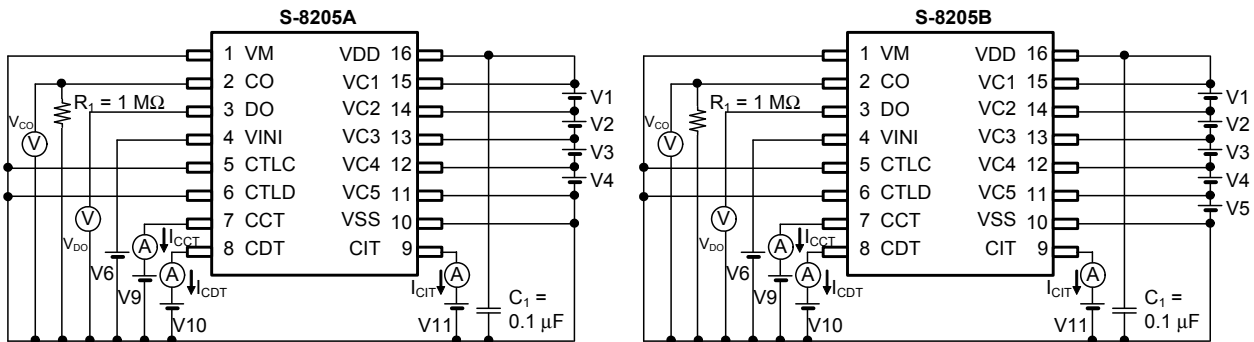 S-8205A
1 VM VDD 16
2 CO VC1 15
3 DO VC2 14
4 VINI VC3 13
5 CTLC VC4 12
6 CTLD VC5 11
7 CCT VSS 10
8 CDT CIT 9
R1 = 1 MΩ
VCO
V
V
VDO
A
ICCT
A
ICDT
V6
V9
V10
A
ICIT
V11
C1 =
0.1 µF
V1
V2
V3
V4
S-8205B
1 VM VDD 16
2 CO VC1 15
3 DO VC2 14
4 VINI VC3 13
5 CTLC VC4 12
6 CTLD VC5 11
7 CCT VSS 10
8 CDT CIT 9
R1 = 1 MΩ
VCO
V
V
VDO
A
ICCT
A
ICDT
V6
V9
V10
A
ICIT
V11
C1 =
0.1 µF
V1
V2
V3
V4
V5